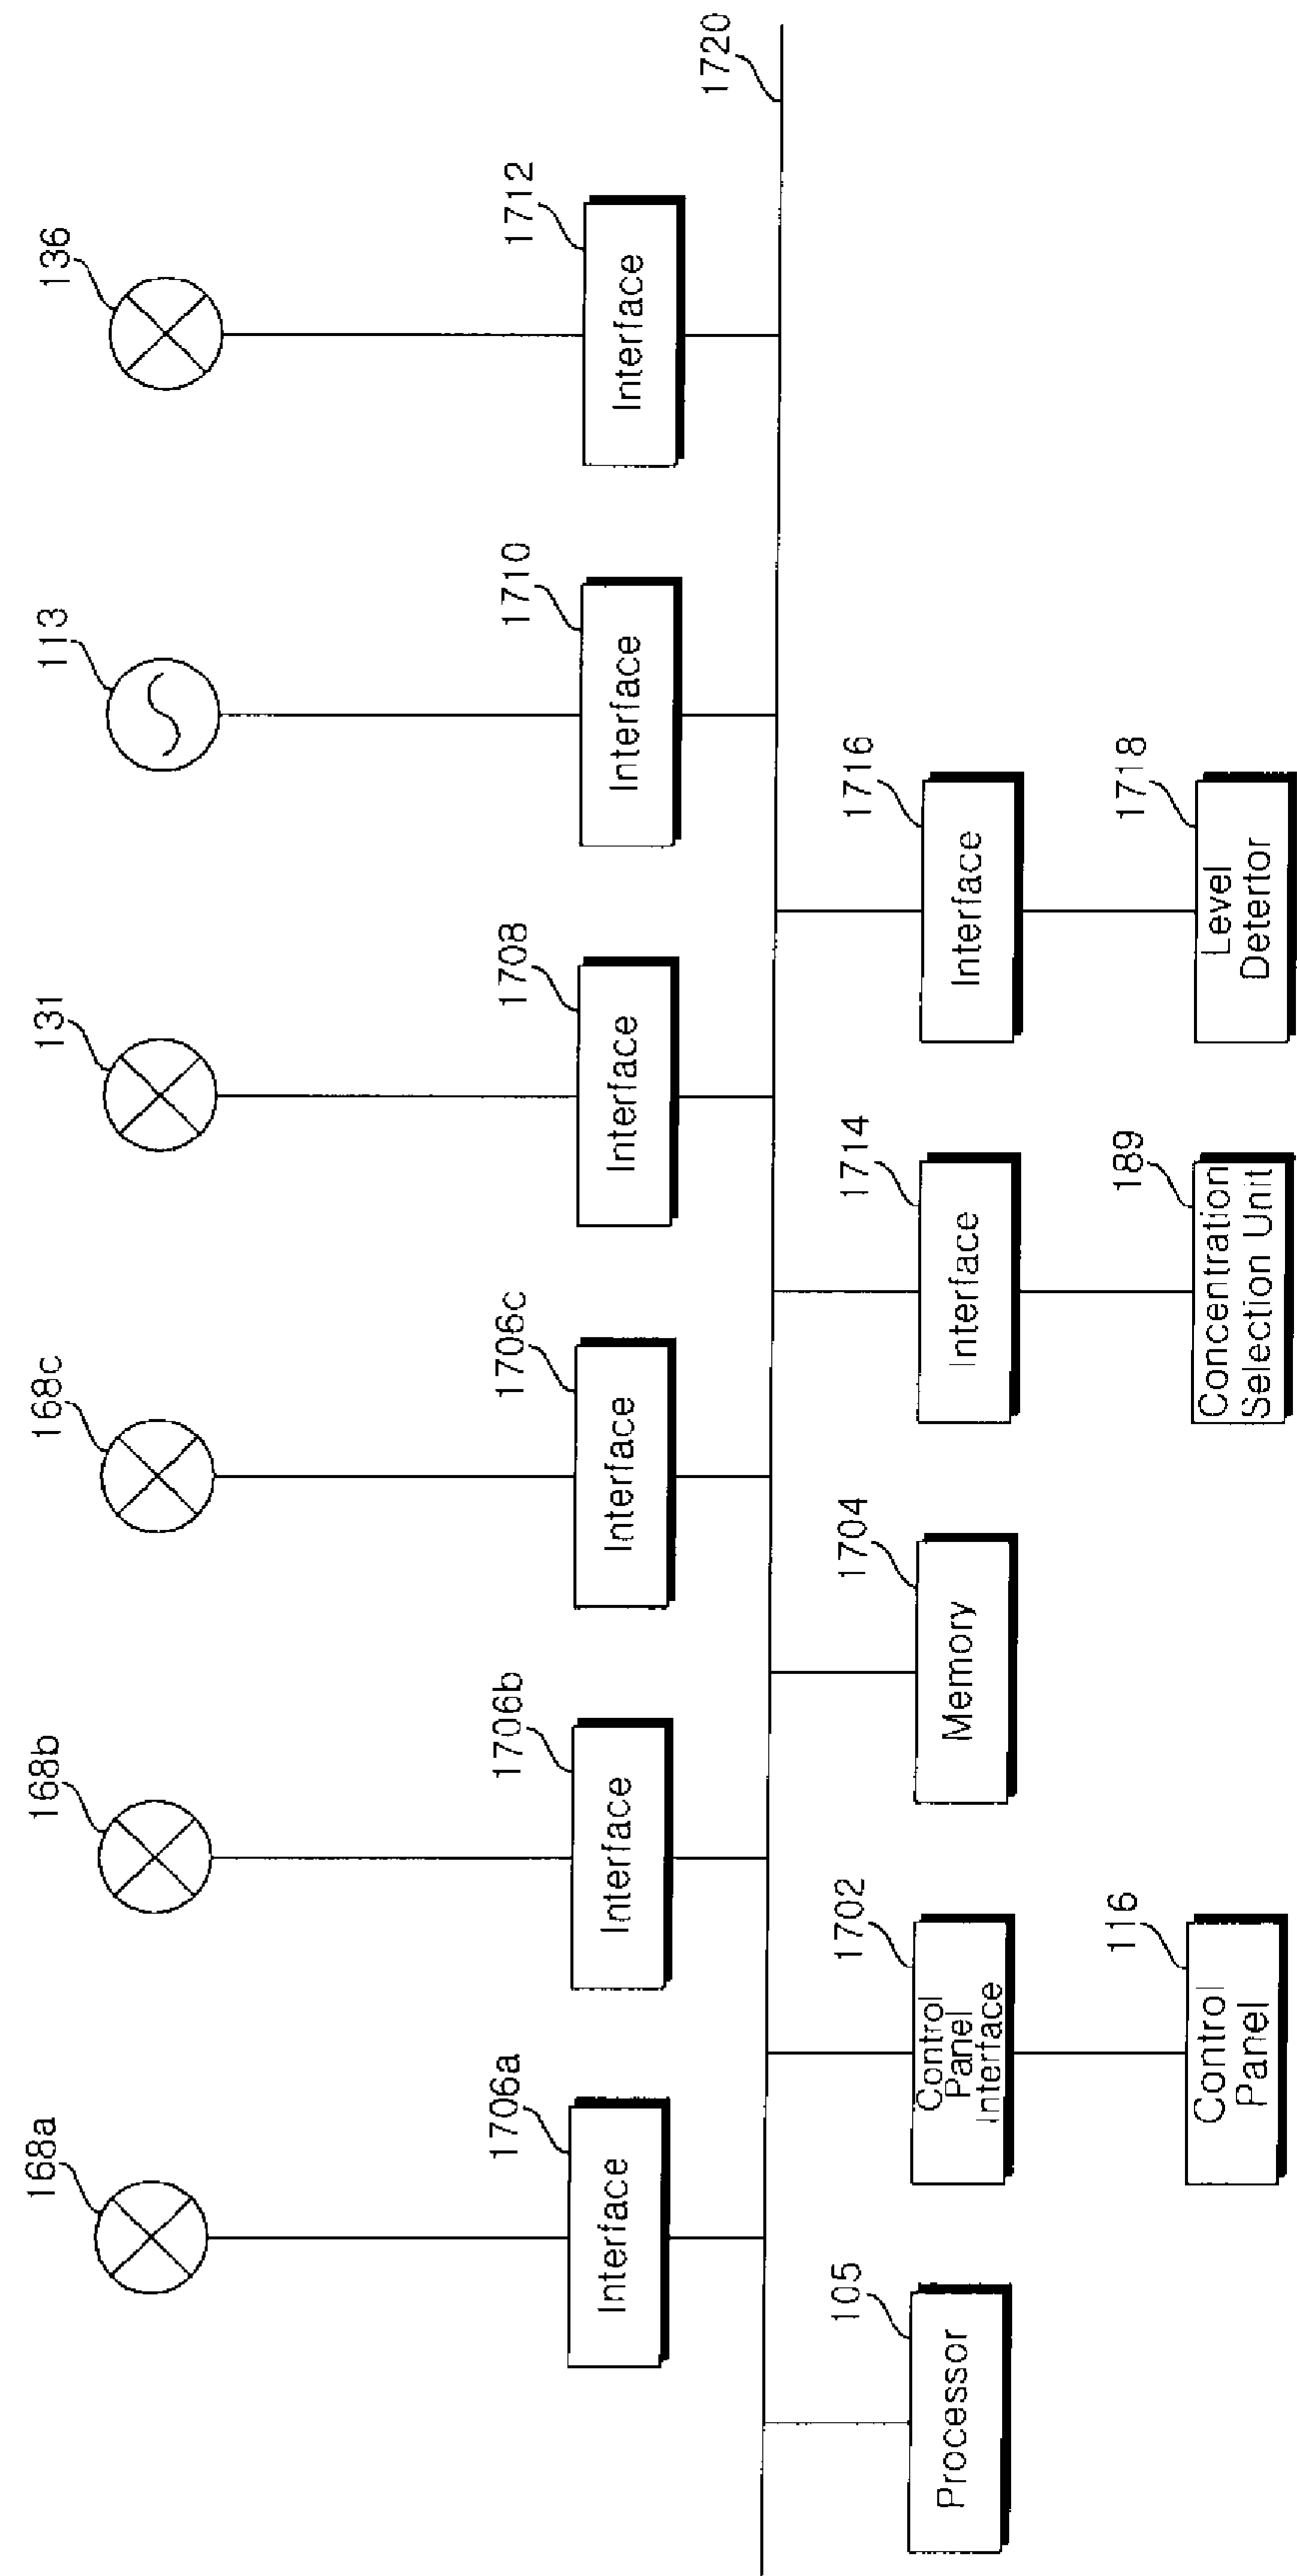 168a
168b
168c
131
113
136
1706a
1706b
1706c
1708
1710
1712
Interface
Interface
Interface
Interface
Interface
Interface
1720
105
1702
1704
1714
1716
Processor
Control
Panel
Interface
Memory
Interface
Interface
116
189
1718
Control
Panel
Concentration
Selection Unit
Level
Detertor